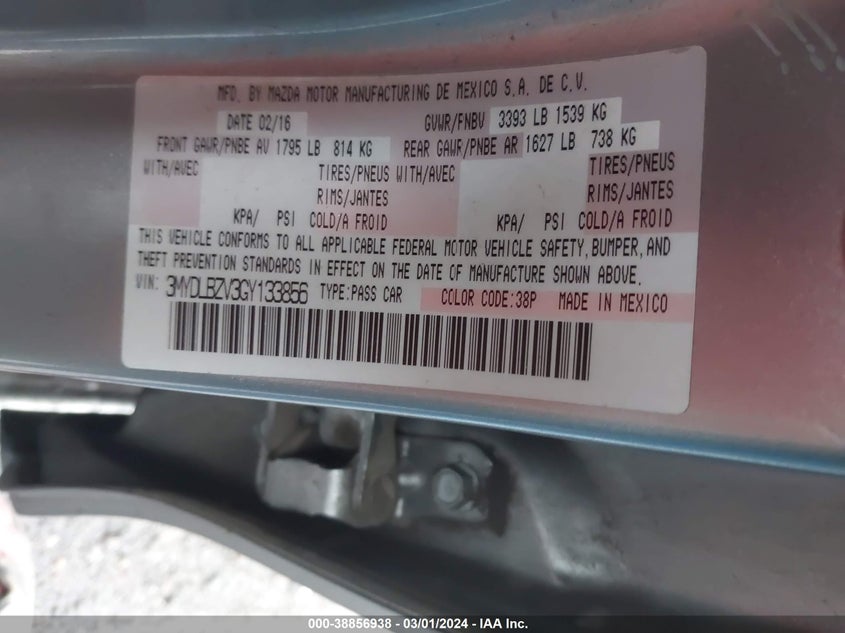 MFD. BY MAZDA MOTOR MANUFACTURING DE MEXICO S.A. DE C.V.
DATE 02/16 GVWR/FNBV 3393 LB 1539 KG
FRONT GAWR/PNBE AV 1795 LB 814 KG REAR GAWR/PNBE AR 1627 LB 738 KG
WITH/AVEC TIRES/PNEUS WITH/AVEC TIRES/PNEUS
RIMS/JANTES RIMS/JANTES
KPA/ PSI COLD/A FROID KPA/ PSI COLD/A FROID
THIS VEHICLE CONFORMS TO ALL APPLICABLE FEDERAL MOTOR VEHICLE SAFETY, BUMPER, AND
THEFT PREVENTION STANDARDS IN EFFECT ON THE DATE OF MANUFACTURE SHOWN ABOVE.
VIN: 3MYDLBZV3GY133856 TYPE:PASS CAR COLOR CODE:38P MADE IN MEXICO
000-38856938 - 03/01/2024 - IAA Inc.